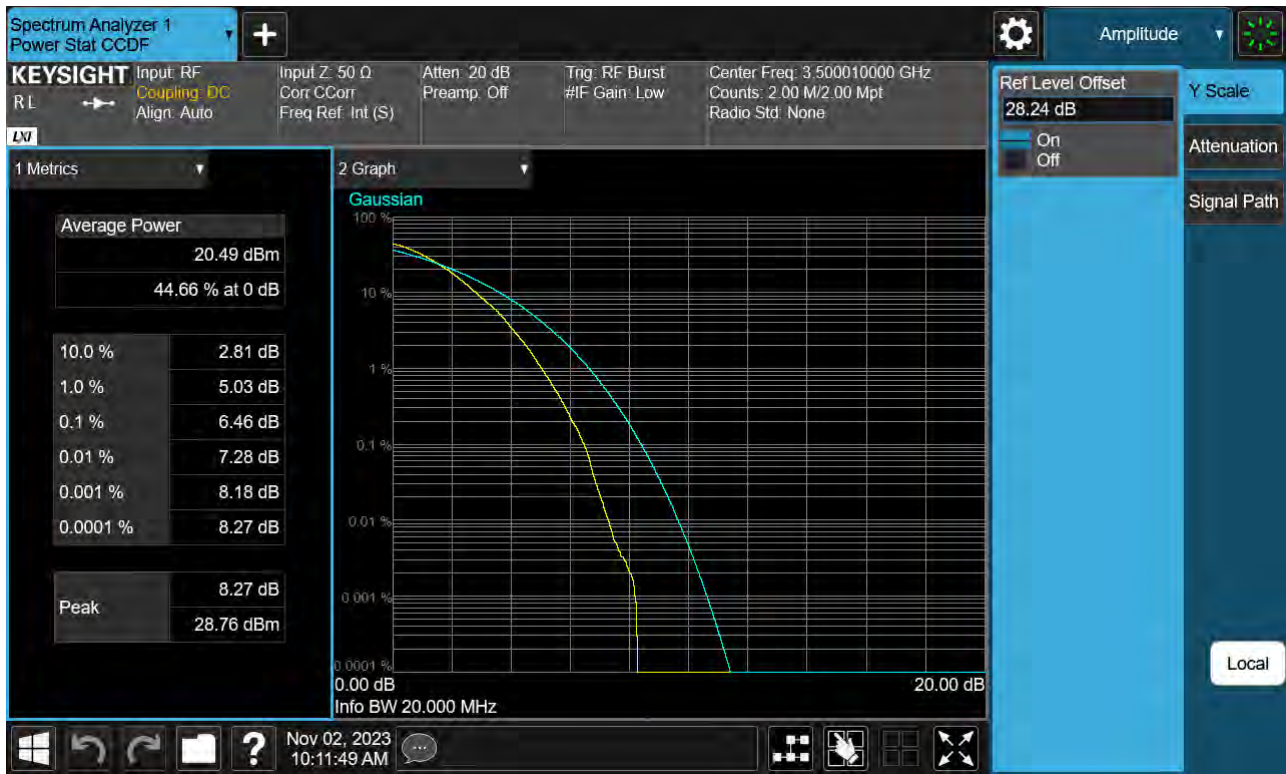 Spectrum Analyzer 1
Power Stat CCDF
+
Amplitude
KEYSIGHT
RL
LXI
Input: RF
Coupling: DC
Align: Auto
Input Z: 50 Ω
Corr CCorr
Freq Ref: Int (S)
Atten: 20 dB
Preamp: Off
Trig: RF Burst
#IF Gain: Low
Center Freq: 3.500010000 GHz
Counts: 2.00 M/2.00 Mpt
Radio Std: None
Ref Level Offset
28.24 dB
On
Off
Y Scale
Attenuation
Signal Path
Local
1 Metrics
Average Power
20.49 dBm
44.66 % at 0 dB
10.0 % 2.81 dB
1.0 % 5.03 dB
0.1 % 6.46 dB
0.01 % 7.28 dB
0.001 % 8.18 dB
0.0001 % 8.27 dB
Peak
8.27 dB
28.76 dBm
2 Graph
Gaussian
100 %
10 %
1 %
0.1 %
0.01 %
0.001 %
0.0001 %
0.00 dB 20.00 dB
Info BW 20.000 MHz
?
Nov 02, 2023
10:11:49 AM